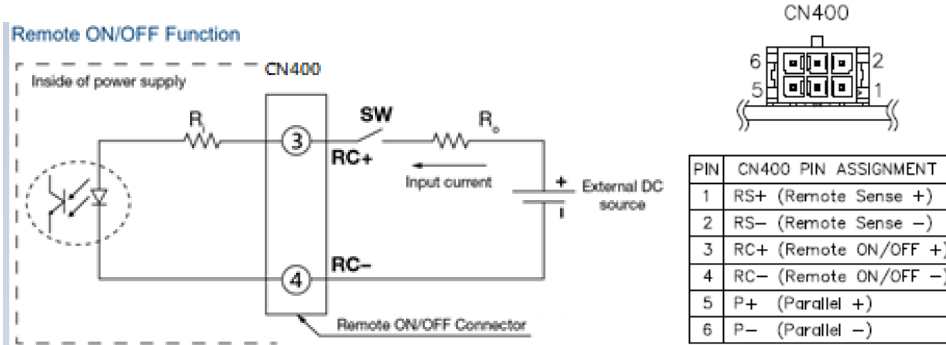 Remote ON/OFF Function
Inside of power supply
CN400
Ri
3
RC+
SW
Ro
Input current
+
External DC
source
4
RC−
Remote ON/OFF Connector
CN400
6 2
5 1
PIN CN400 PIN ASSIGNMENT
1 RS+ (Remote Sense +)
2 RS− (Remote Sense −)
3 RC+ (Remote ON/OFF +)
4 RC− (Remote ON/OFF −)
5 P+ (Parallel +)
6 P− (Parallel −)